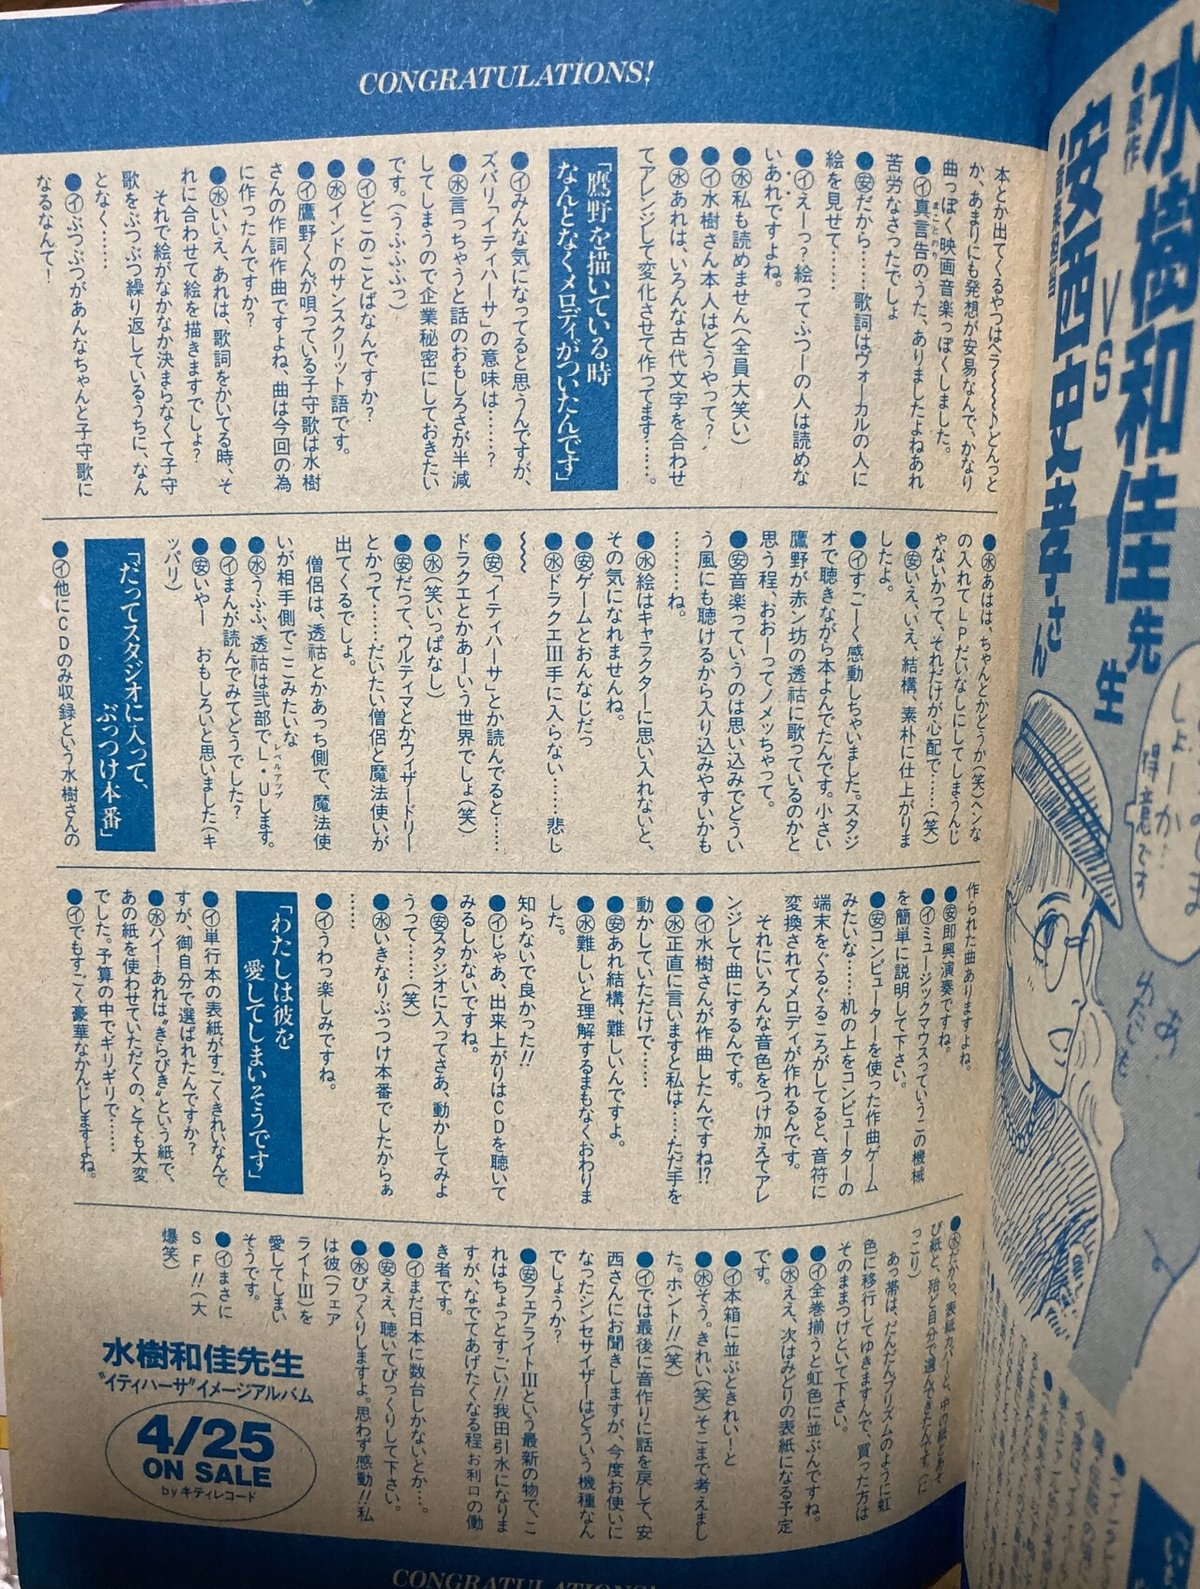 CONGRATULATIONS!
水樹和佳先生
VS
安西史孝さん
本とか出てくるやつはヘラ〜〜〜♪どんっと
か、あまりにも発想が安易なんで、かなり
曲っぽく映画音楽っぽくしました。
●㋑真言告のうた、ありましたよねあれ
まことのり
苦労なさったでしょ
●㊛だから……歌詞はヴォーカルの人に
絵を見せて……
●㋑えーっ?絵ってふつーの人は読めな
いあれですよね。
●㊌私も読めません(全員大笑い)
●㋑水樹さん本人はどうやって?
●㊌あれは、いろんな古代文字を合わせ
てアレンジして変化させて作ってます……。
「鷹野を描いている時
なんとなくメロディがついたんです」
●㋑みんな気になってると思うんですが、
ズバリ「イティハーサ」の意味は……?
●㊌言っちゃうと話のおもしろさが半減
してしまうので企業秘密にしておきたい
です。(うふふふっ)
●㋑どこのことばなんですか?
●㊌インドのサンスクリット語です。
●㋑鷹野くんが唄っている子守歌は水樹
さんの作詞作曲ですよね、曲は今回の為
に作ったんですか?
●㊌いいえ、あれは、歌詞をかいてる時、そ
れに合わせて絵を描きますでしょ?
それで絵がなかなか決まらなくて子守
歌をぶつぶつ繰り返しているうちに、なん
となく……
●㋑ぶつぶつがあんなちゃんと子守歌に
なるなんて!
●㊌あはは、ちゃんとかどうか(笑)ヘンな
の入れてLPだいなしにしてしまうんじ
ゃないかって、それだけが心配で……(笑)
●㊛いえ、いえ、結構、素朴に仕上がりま
したよ。
●㋑すごーく感動しちゃいました。スタジ
オで聴きながら本よんでたんです。小さい
鷹野が赤ン坊の透祜に歌っているのかと
思う程、おおーってノメッちゃって。
●㊛音楽っていうのは思い込みでどうい
う風にも聴けるから入り込みやすいかも
…………ね。
●㊌絵はキャラクターに思い入れないと、
その気になれませんね。
●㊛ゲームとおんなじだっ
●㊌ドラクエⅢ手に入らない……悲し
〜〜〜
●㊛「イティハーサ」とか読んでると……
ドラクエとかあーいう世界でしょ(笑)
●㊌(笑いっぱなし)
●㊛だって、ウルティマとかウィザードリー
とかって……だいたい僧侶と魔法使いが
出てくるでしょ。
僧侶は、透祜とかあっち側で、魔法使
いが相手側でここみたいな
●㊌うふふ、透祜は弐部でL・Uします。
レベルアップ
●㋑まんが読んでみてどうでした?
●㊛いやー おもしろいと思いました(キ
ッパリ)
「だってスタジオに入って、
ぶっつけ本番」
●㋑他にCDのみ収録という水樹さんの
作られた曲ありますよね。
●㊛即興演奏ですね。
●㋑ミュージックマウスっていうこの機械
を簡単に説明して下さい。
●㊛コンピューターを使った作曲ゲーム
みたいな……机の上をコンピューターの
端末をぐるぐるころがしてると、音符に
変換されてメロディが作れるんです。
それにいろんな音色をつけ加えてアレ
ンジして曲にするんです。
●㋑水樹さんが作曲したんですね!?
●㊌正直に言いますと私は……ただ手を
動かしていただけで……
●㊛あれ結構、難しいんですよ。
●㊌難しいと理解するまもなくおわりま
した。
知らないで良かった!!
●㋑じゃあ、出来上がりはCDを聴いて
みるしかないですね。
●㊛スタジオに入ってさあ、動かしてみよ
うって……(笑)
●㊌いきなりぶっつけ本番でしたからぁ
……
●㋑うわっ楽しみですね。
「わたしは彼を
愛してしまいそうです」
●㋑単行本の表紙がすごくきれいなんで
すが、御自分で選ばれたんですか?
●㊌ハイ!あれは〝きらびき〟という紙で、
あの紙を使わせていただくの、とても大変
でした。予算の中でギリギリで……
●㋑でもすごく豪華なかんじしますよね。
●㊌だから、表紙カバーと、中の紙とあそ
び紙と、殆ど自分で選んできたんです。(に
っこり)
あっ帯は、だんだんプリズムのように虹
色に移行してゆきますんで、買った方は
そのままつけといて下さい。
●㋑全巻揃うと虹色に並ぶんですね。
●㊌ええ、次はみどりの表紙になる予定
です。
●㋑本箱に並ぶときれい!と
●㊌そう。きれい(笑)そこまで考えまし
た。ホント!!(笑)
●㋑では最後に音作りに話を戻して、安
西さんにお聞きしますが、今度お使いに
なったシンセサイザーはどういう機種なん
でしょうか?
●㊛フェアライトⅢという最新の物で、こ
れはちょっとすごい!!我田引水になりま
すが、なでてあげたくなる程お利口の働
き者です。
●㋑まだ日本に数台しかないとか…。
●㊛ええ、聴いてびっくりして下さい。
●㊌びっくりしますよ。思わず感動!!私
は彼(フェア
ライトⅢ)を
愛してしまい
そうです。
●㋑まさに
SF!!(大
爆笑)
水樹和佳先生
〝イティハーサ〟イメージアルバム
4/25
ON SALE
by キティレコード
得意です
CONGRATULATIONS!